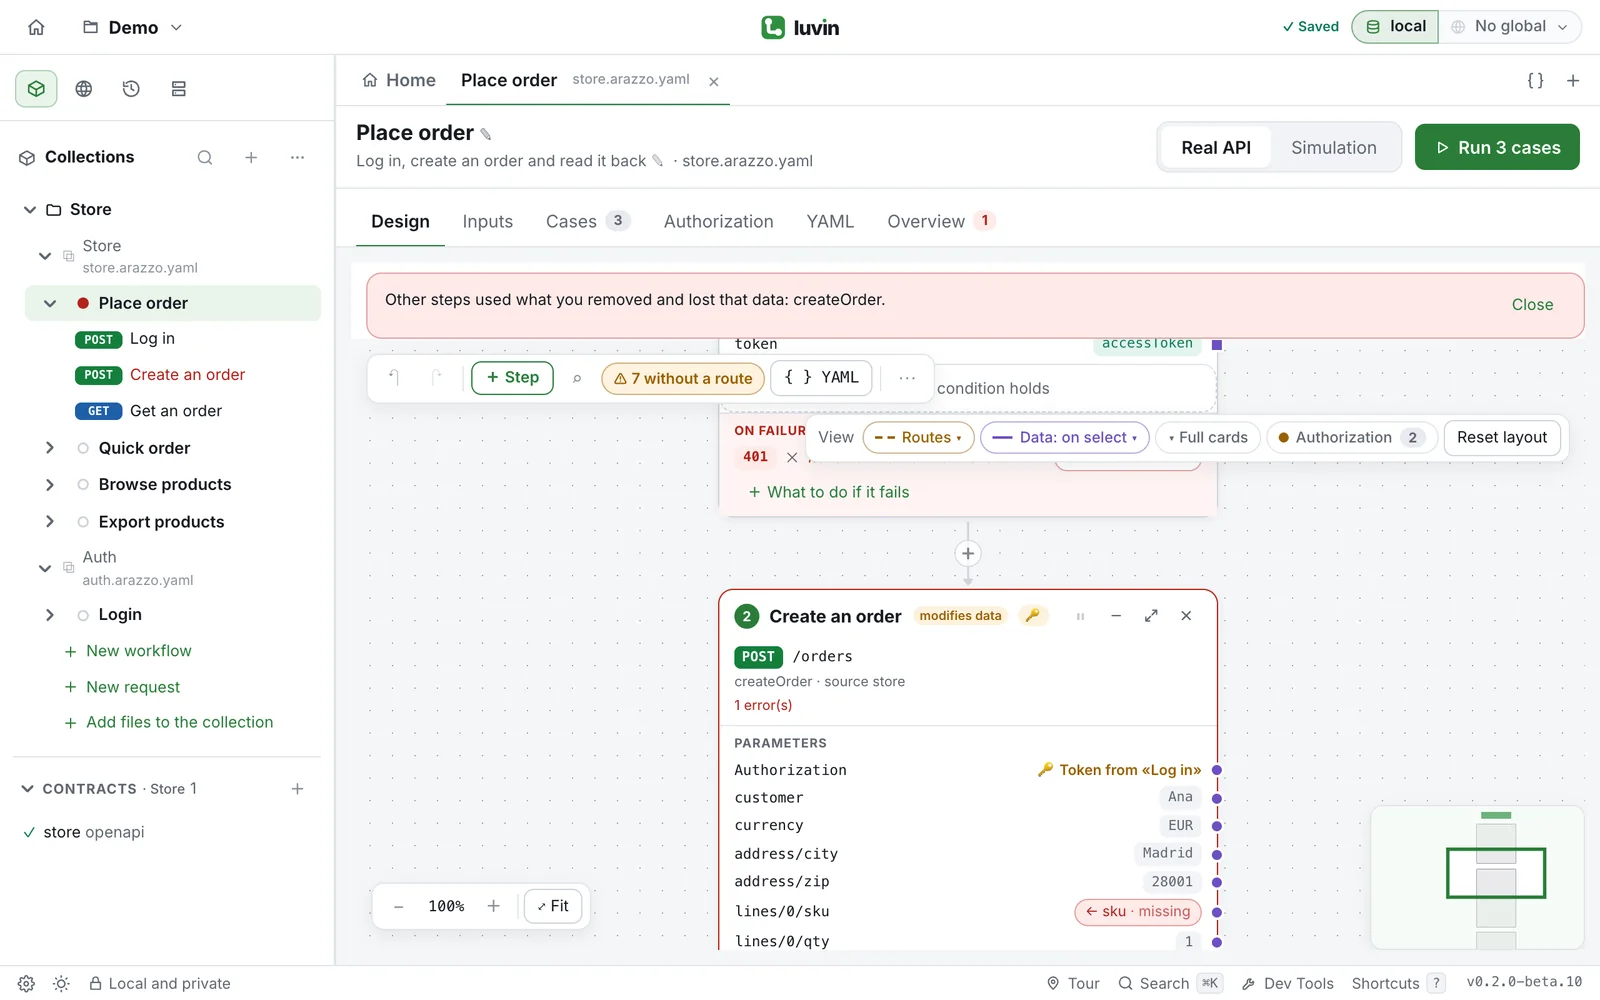 Demo
luvin
Saved
local
No global
Home
Place order store.arazzo.yaml
Place order
Log in, create an order and read it back · store.arazzo.yaml
Real API
Simulation
Run 3 cases
Design
Inputs
Cases 3
Authorization
YAML
Overview 1
Collections
Store
Store
store.arazzo.yaml
Place order
POST Log in
POST Create an order
GET Get an order
Quick order
Browse products
Export products
Auth
auth.arazzo.yaml
Login
+ New workflow
+ New request
+ Add files to the collection
CONTRACTS · Store 1
store openapi
Other steps used what you removed and lost that data: createOrder.
Close
token accessToken
+ Step
7 without a route
{ } YAML
condition holds
ON FAILUR
View
Routes
Data: on select
Full cards
Authorization 2
Reset layout
401
+ What to do if it fails
2 Create an order modifies data
POST /orders
createOrder · source store
1 error(s)
PARAMETERS
Authorization Token from «Log in»
customer Ana
currency EUR
address/city Madrid
address/zip 28001
lines/0/sku ← sku · missing
lines/0/qty 1
− 100% +
Fit
Local and private
Tour
Search ⌘K
Dev Tools
Shortcuts ?
v0.2.0-beta.10